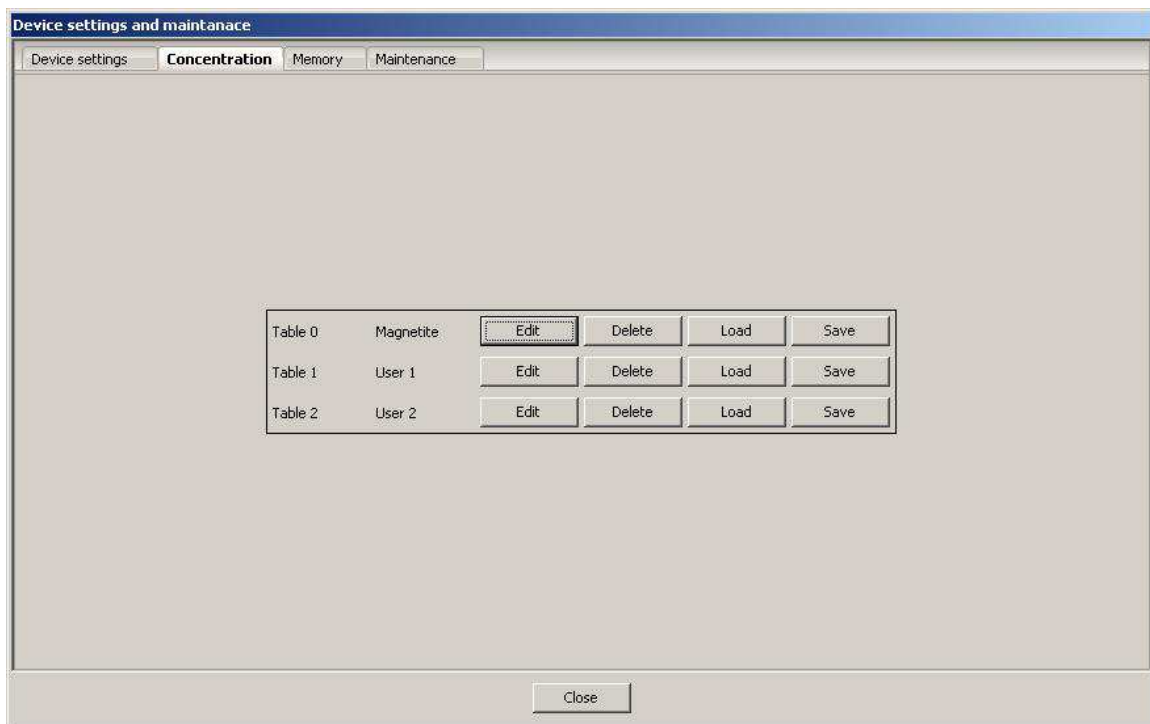 Device settings and maintanace
Device settings Concentration Memory Maintenance
Table 0 Magnetite Edit Delete Load Save
Table 1 User 1 Edit Delete Load Save
Table 2 User 2 Edit Delete Load Save
Close